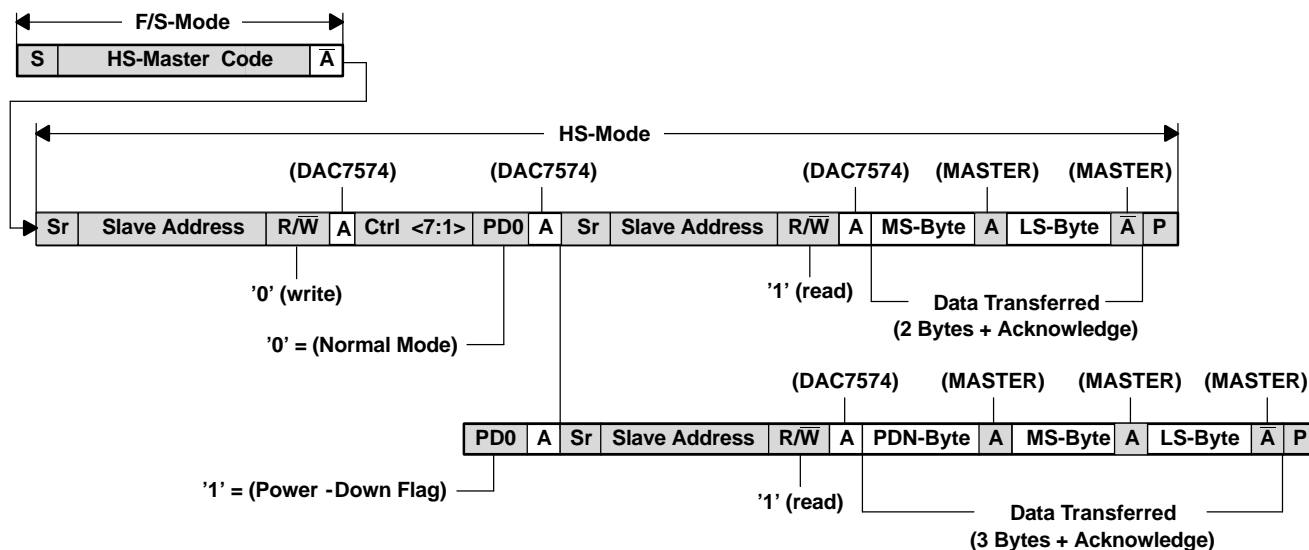 F/S-Mode
S HS-Master Code A̅
HS-Mode
(DAC7574) (DAC7574) (DAC7574) (MASTER) (MASTER)
Sr Slave Address R/W̅ A Ctrl <7:1> PD0 A Sr Slave Address R/W̅ A MS-Byte A LS-Byte A̅ P
’0’ (write) ’1’ (read) Data Transferred
(2 Bytes + Acknowledge)
’0’ = (Normal Mode)
(DAC7574) (MASTER) (MASTER) (MASTER)
PD0 A Sr Slave Address R/W̅ A PDN-Byte A MS-Byte A LS-Byte A̅ P
’1’ = (Power -Down Flag) ’1’ (read) Data Transferred
(3 Bytes + Acknowledge)